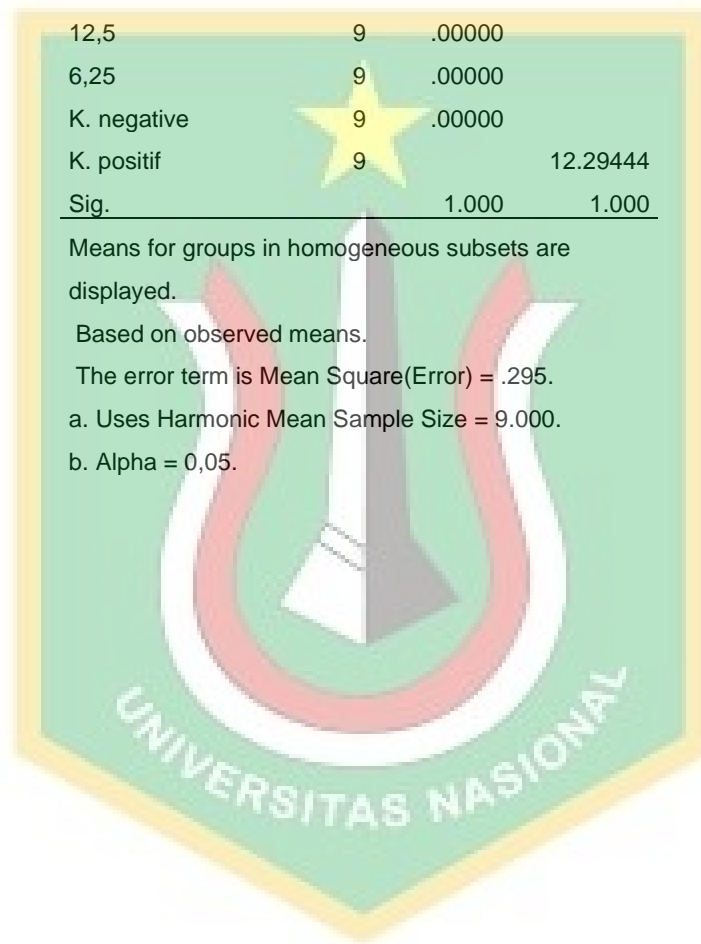 12,5 9 .00000
6,25 9 .00000
K. negative 9 .00000
K. positif 9 12.29444
Sig. 1.000 1.000
Means for groups in homogeneous subsets are
displayed.
Based on observed means.
The error term is Mean Square(Error) = .295.
a. Uses Harmonic Mean Sample Size = 9.000.
b. Alpha = 0,05.
UNIVERSITAS NASIONAL